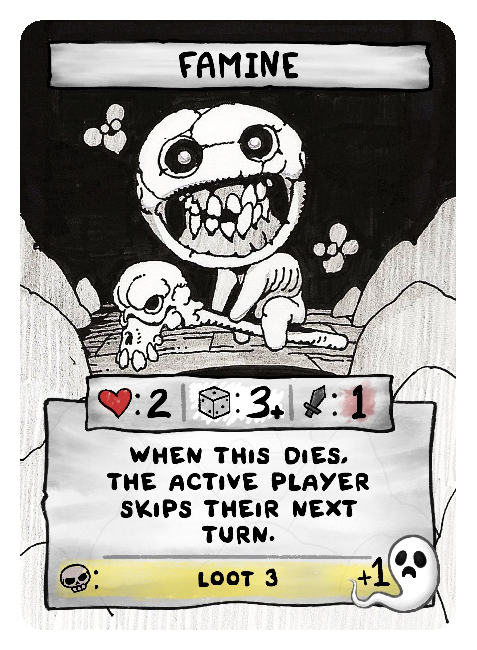 FAMINE
:2 :3+ :1
WHEN THIS DIES,
THE ACTIVE PLAYER
SKIPS THEIR NEXT
TURN.
: LOOT 3 +1